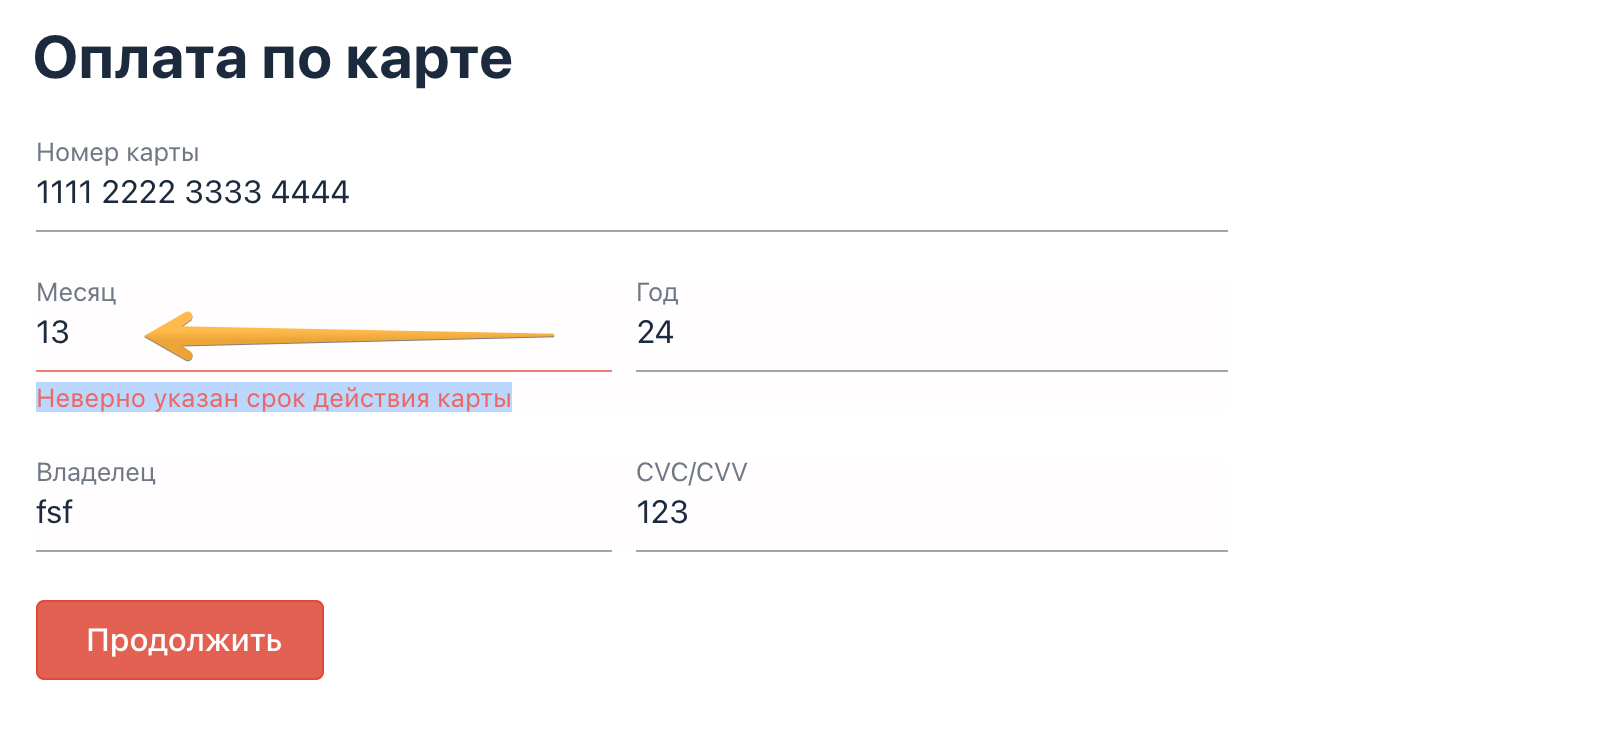 Оплата по карте
Номер карты
1111 2222 3333 4444
Месяц
13
Год
24
Неверно указан срок действия карты
Владелец
fsf
CVC/CVV
123
Продолжить